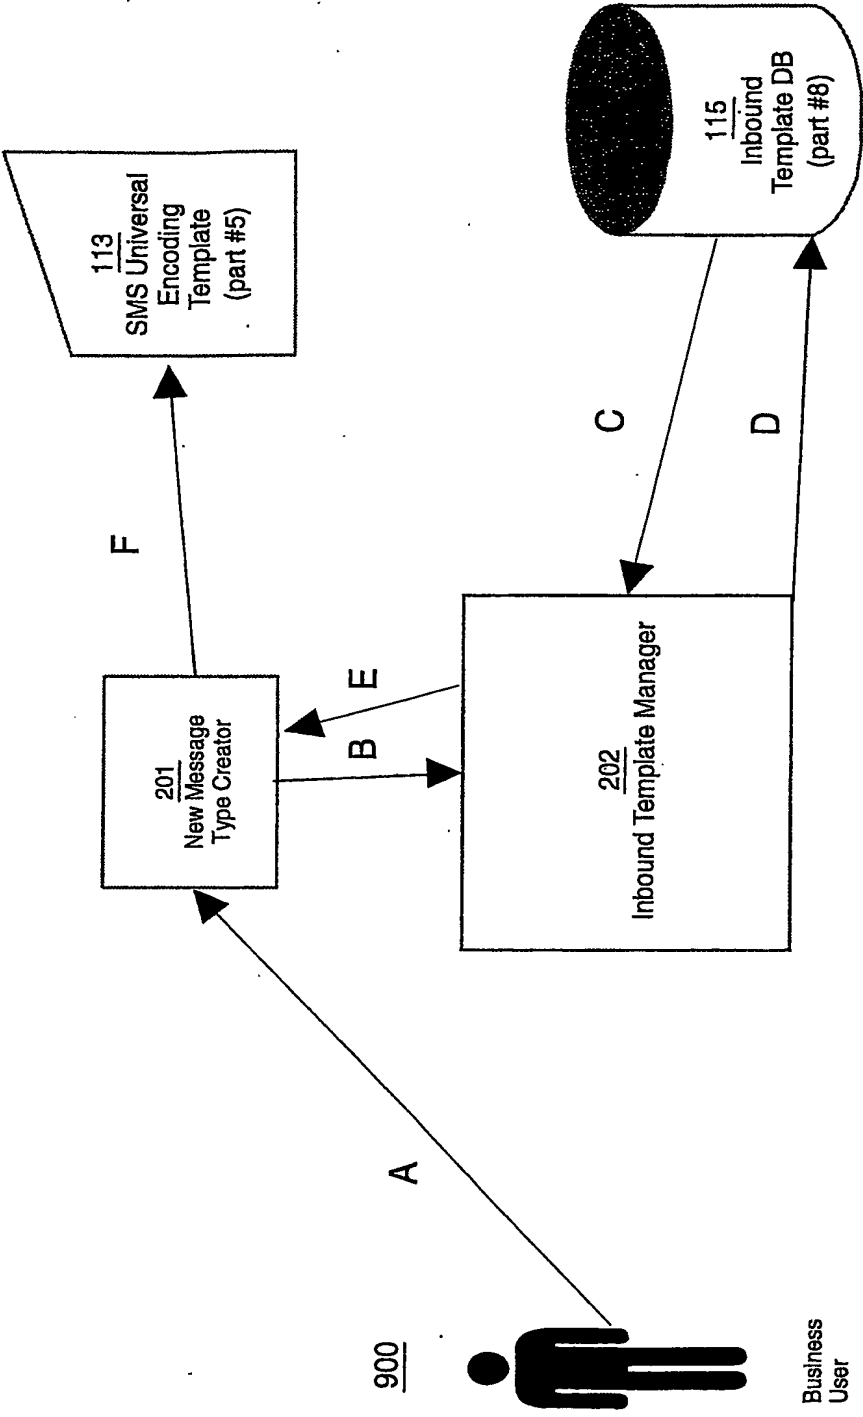 900
Business
User
A
201
New Message
Type Creator
B
E
202
Inbound Template Manager
F
113
SMS Universal
Encoding
Template
(part #5)
C
D
115
Inbound
Template DB
(part #8)